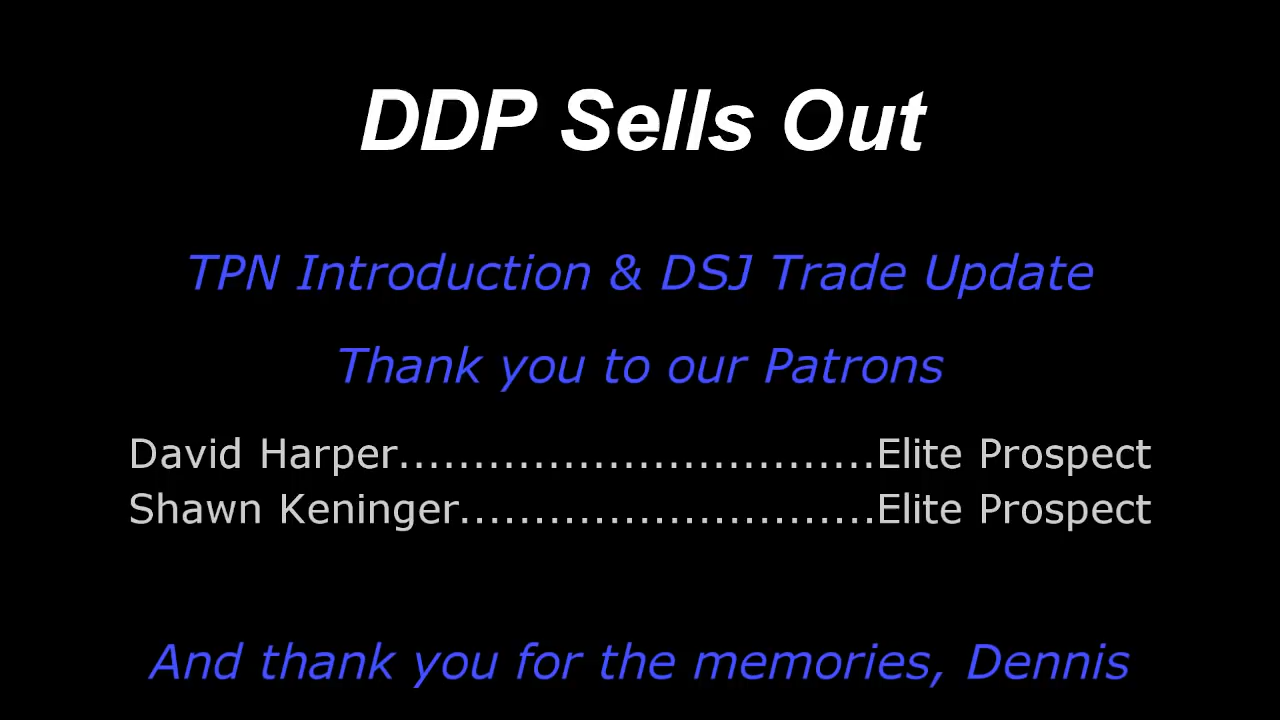 DDP Sells Out
TPN Introduction & DSJ Trade Update
Thank you to our Patrons
David Harper................................Elite Prospect
Shawn Keninger............................Elite Prospect
And thank you for the memories, Dennis